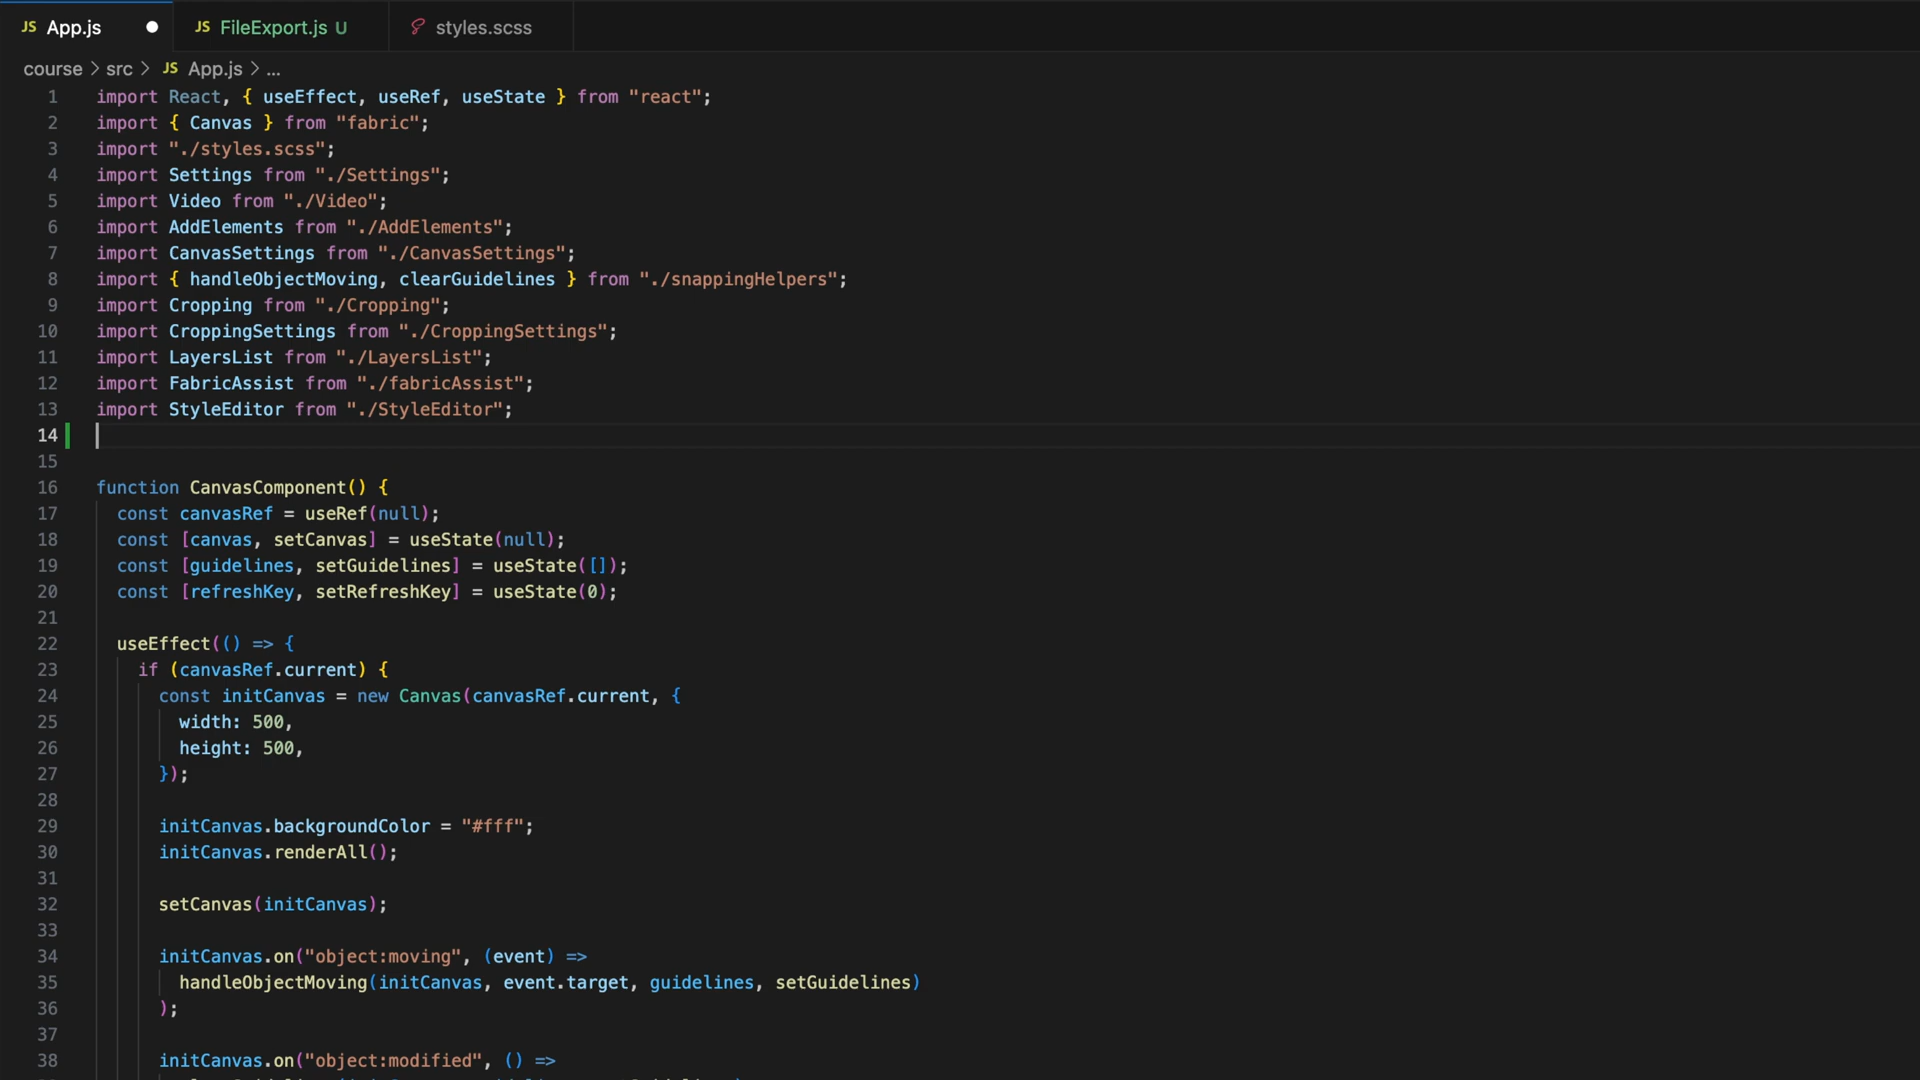 JS App.js ● JS FileExport.js U styles.scss
course > src > JS App.js > ...
1 import React, { useEffect, useRef, useState } from "react";
2 import { Canvas } from "fabric";
3 import "./styles.scss";
4 import Settings from "./Settings";
5 import Video from "./Video";
6 import AddElements from "./AddElements";
7 import CanvasSettings from "./CanvasSettings";
8 import { handleObjectMoving, clearGuidelines } from "./snappingHelpers";
9 import Cropping from "./Cropping";
10 import CroppingSettings from "./CroppingSettings";
11 import LayersList from "./LayersList";
12 import FabricAssist from "./fabricAssist";
13 import StyleEditor from "./StyleEditor";
14
15
16 function CanvasComponent() {
17 const canvasRef = useRef(null);
18 const [canvas, setCanvas] = useState(null);
19 const [guidelines, setGuidelines] = useState([]);
20 const [refreshKey, setRefreshKey] = useState(0);
21
22 useEffect(() => {
23 if (canvasRef.current) {
24 const initCanvas = new Canvas(canvasRef.current, {
25 width: 500,
26 height: 500,
27 });
28
29 initCanvas.backgroundColor = "#fff";
30 initCanvas.renderAll();
31
32 setCanvas(initCanvas);
33
34 initCanvas.on("object:moving", (event) =>
35 handleObjectMoving(initCanvas, event.target, guidelines, setGuidelines)
36 );
37
38 initCanvas.on("object:modified", () =>